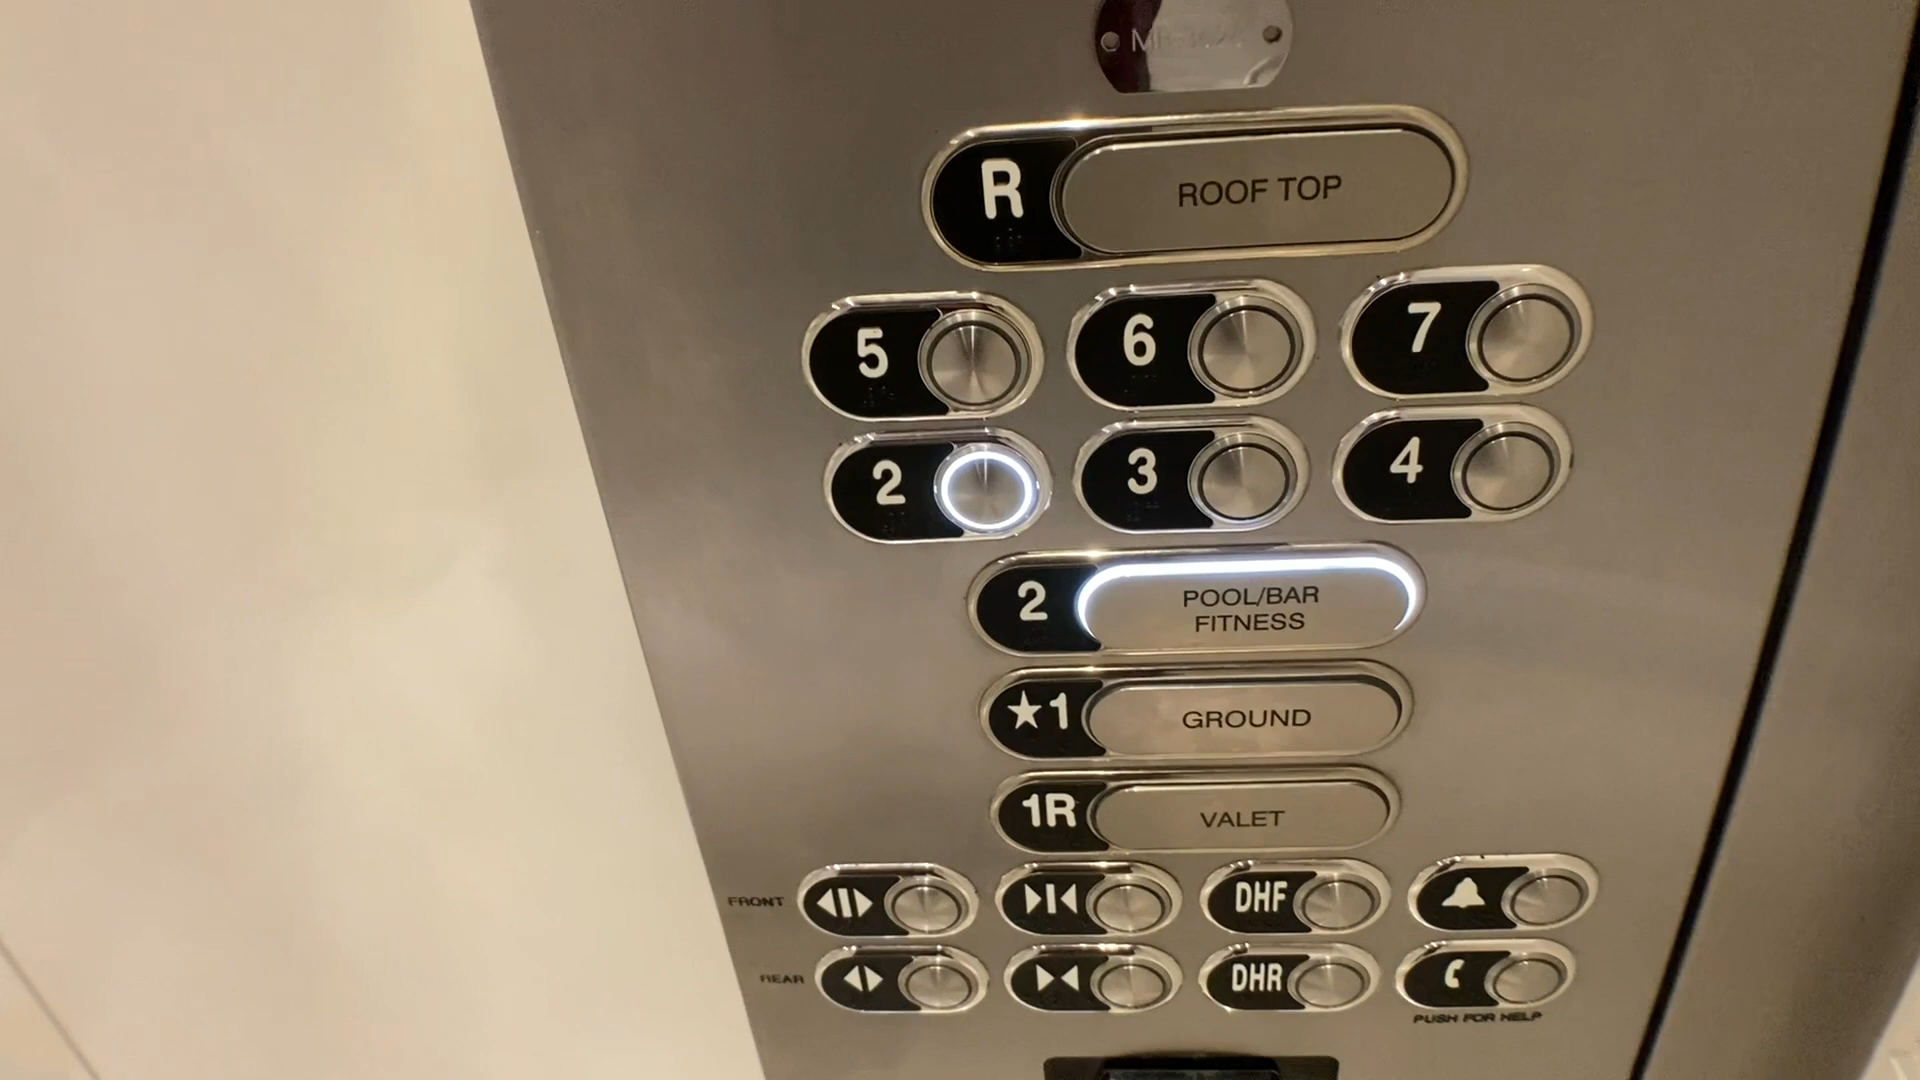 R ROOF TOP
5 6 7
2 3 4
2 POOL/BAR
FITNESS
★1 GROUND
1R VALET
FRONT DHF
REAR DHR
PUSH FOR HELP